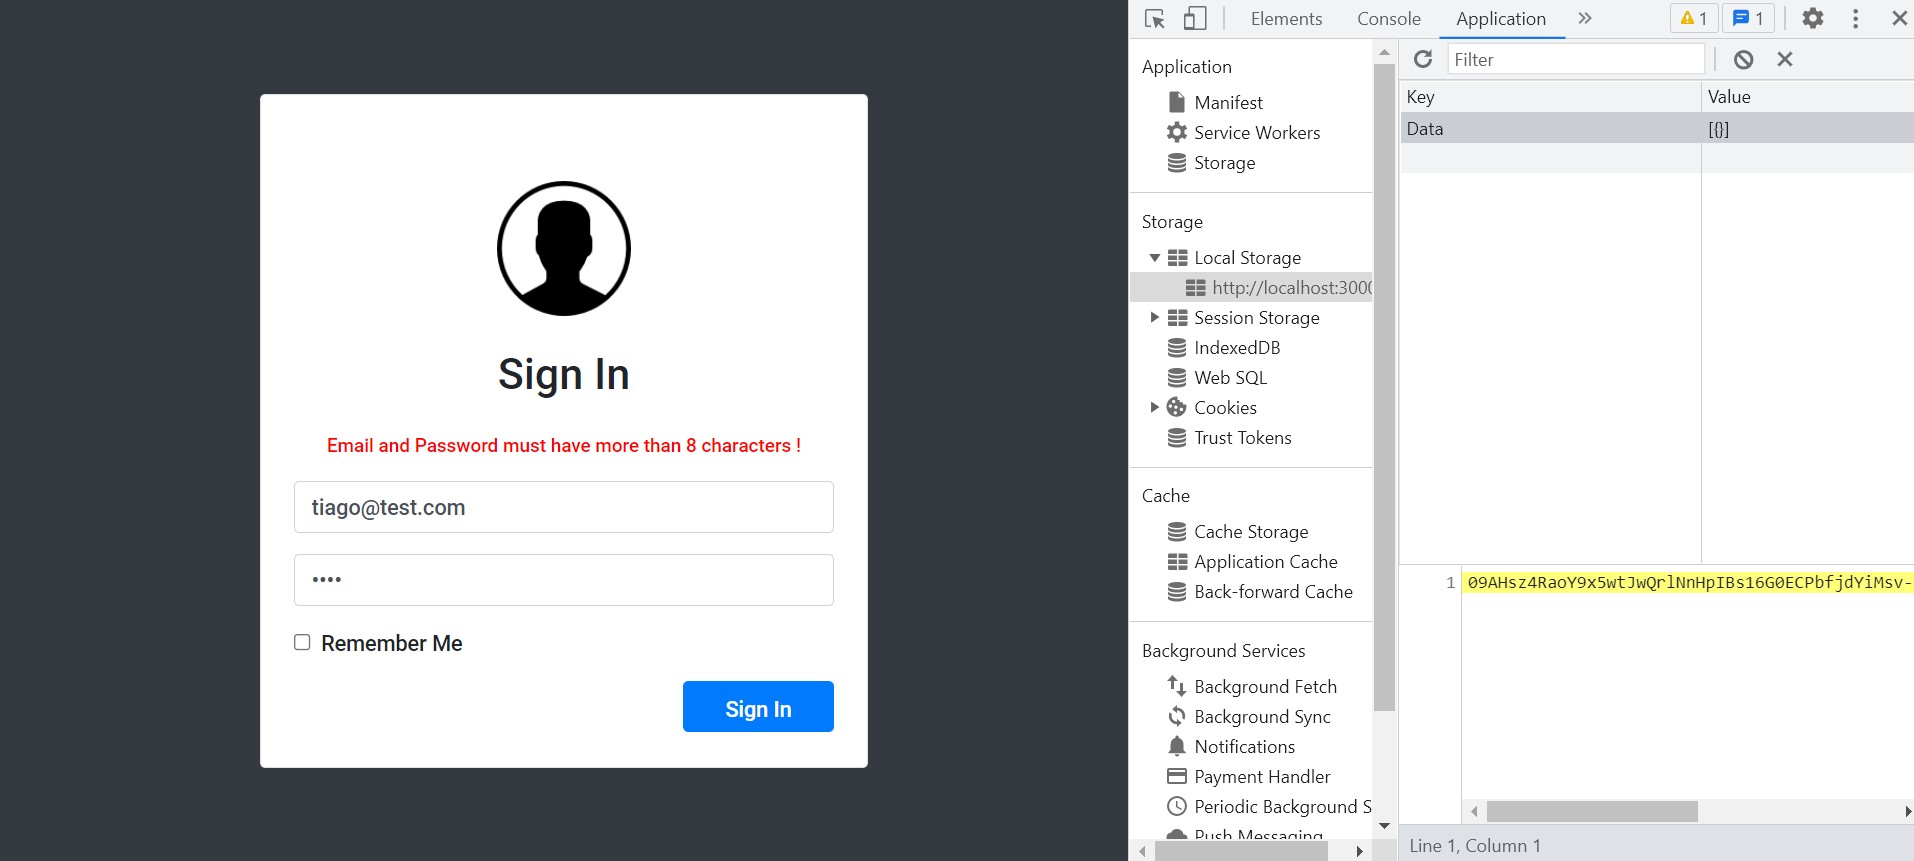 Sign In
Email and Password must have more than 8 characters !
tiago@test.com
••••
Remember Me
Sign In
Elements Console Application 1 1
Application
Manifest
Service Workers
Storage
Storage
Local Storage
http://localhost:3000
Session Storage
IndexedDB
Web SQL
Cookies
Trust Tokens
Cache
Cache Storage
Application Cache
Back-forward Cache
Background Services
Background Fetch
Background Sync
Notifications
Payment Handler
Periodic Background S
Push Messaging
Filter
Key Value
Data [{}]
1 09AHsz4RaoY9x5wtJwQrlNnHpIBs16G0ECPbfjdYiMsv-
Line 1, Column 1